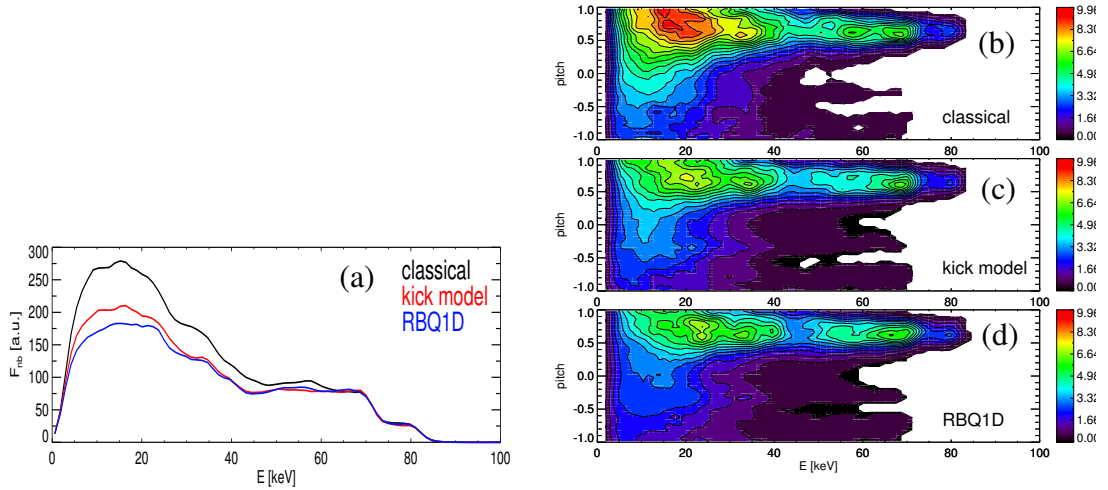 300
250
200
150
100
50
0
F_nb [a.u.]
0 20 40 60 80 100
E [keV]
(a)
classical
kick model
RBQ1D
1.0
0.5
0.0
-0.5
-1.0
pitch
0 20 40 60 80 100
(b)
classical
9.96
8.30
6.64
4.98
3.32
1.66
0.00
1.0
0.5
0.0
-0.5
-1.0
pitch
0 20 40 60 80 100
(c)
kick model
9.96
8.30
6.64
4.98
3.32
1.66
0.00
1.0
0.5
0.0
-0.5
-1.0
pitch
0 20 40 60 80 100
E [keV]
(d)
RBQ1D
9.96
8.30
6.64
4.98
3.32
1.66
0.00